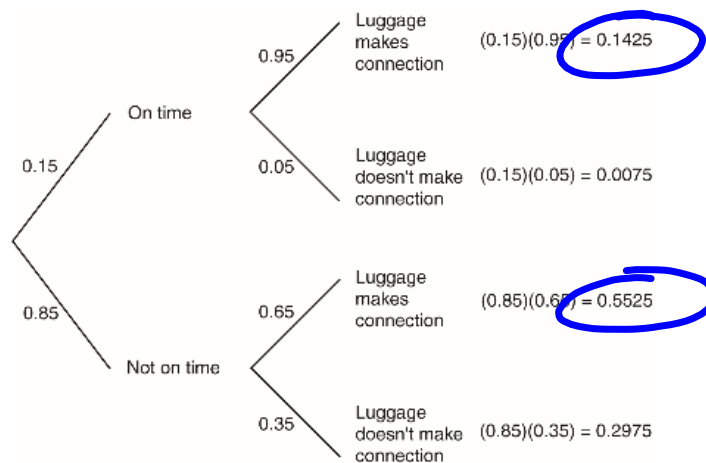 Luggage
makes
connection
(0.15)(0.95) = 0.1425
0.95
On time
0.15
0.05
Luggage
doesn't make
connection
(0.15)(0.05) = 0.0075
Luggage
makes
connection
(0.85)(0.65) = 0.5525
0.85
0.65
Not on time
0.35
Luggage
doesn't make
connection
(0.85)(0.35) = 0.2975